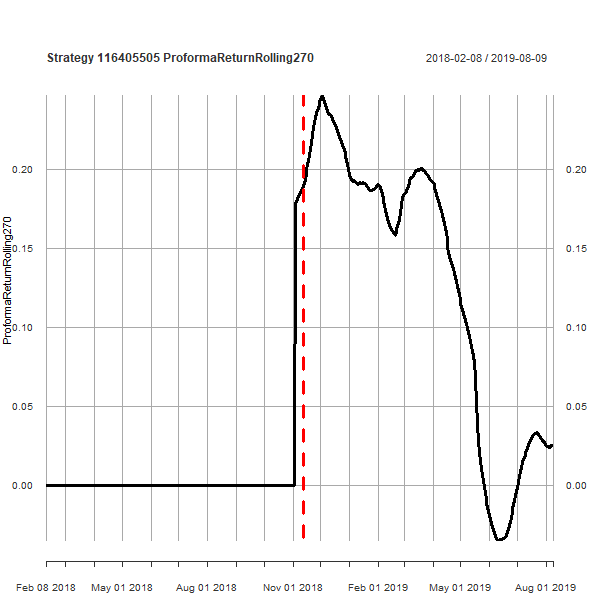 Strategy 116405505 ProformaReturnRolling270 2018-02-08 / 2019-08-09
ProformaReturnRolling270
0.20 0.20
0.15 0.15
0.10 0.10
0.05 0.05
0.00 0.00
Feb 08 2018 May 01 2018 Aug 01 2018 Nov 01 2018 Feb 01 2019 May 01 2019 Aug 01 2019